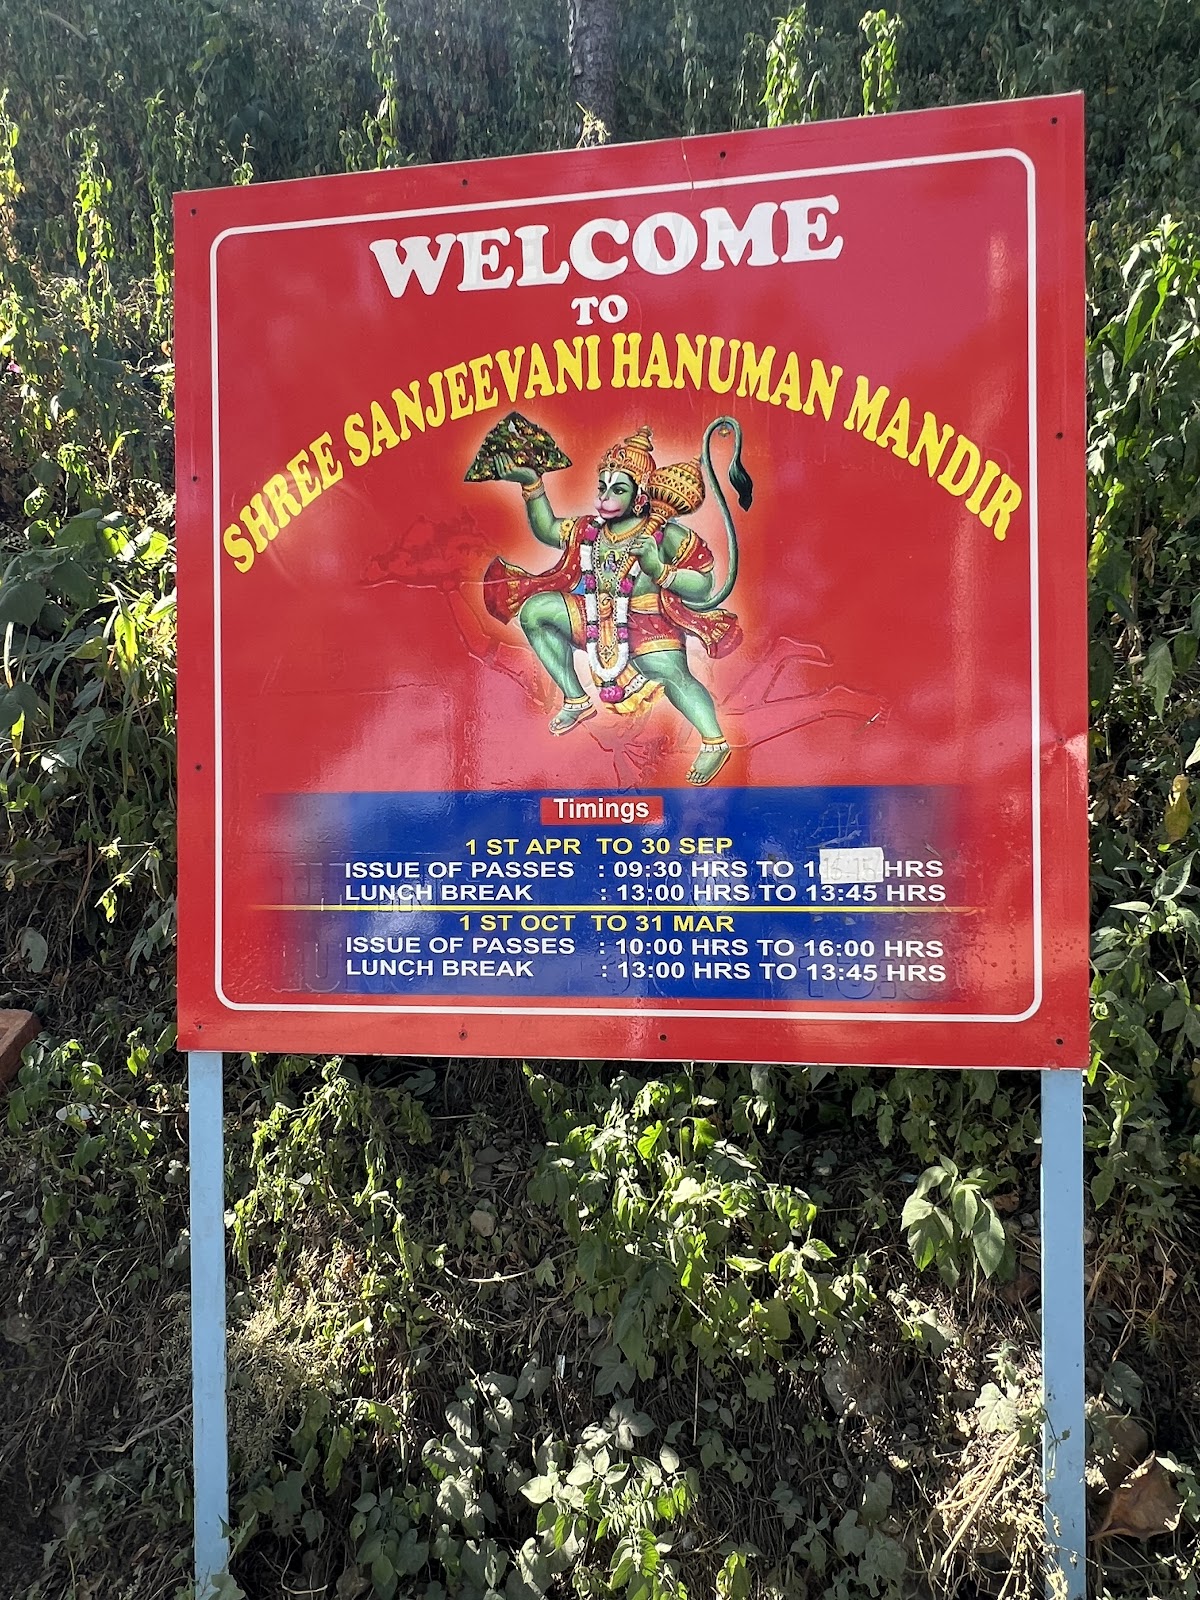 WELCOME
TO
SHREE SANJEEVANI HANUMAN MANDIR
Timings
1 ST APR TO 30 SEP
ISSUE OF PASSES : 09:30 HRS TO HRS
LUNCH BREAK : 13:00 HRS TO 13:45 HRS
1 ST OCT TO 31 MAR
ISSUE OF PASSES : 10:00 HRS TO 16:00 HRS
LUNCH BREAK : 13:00 HRS TO 13:45 HRS